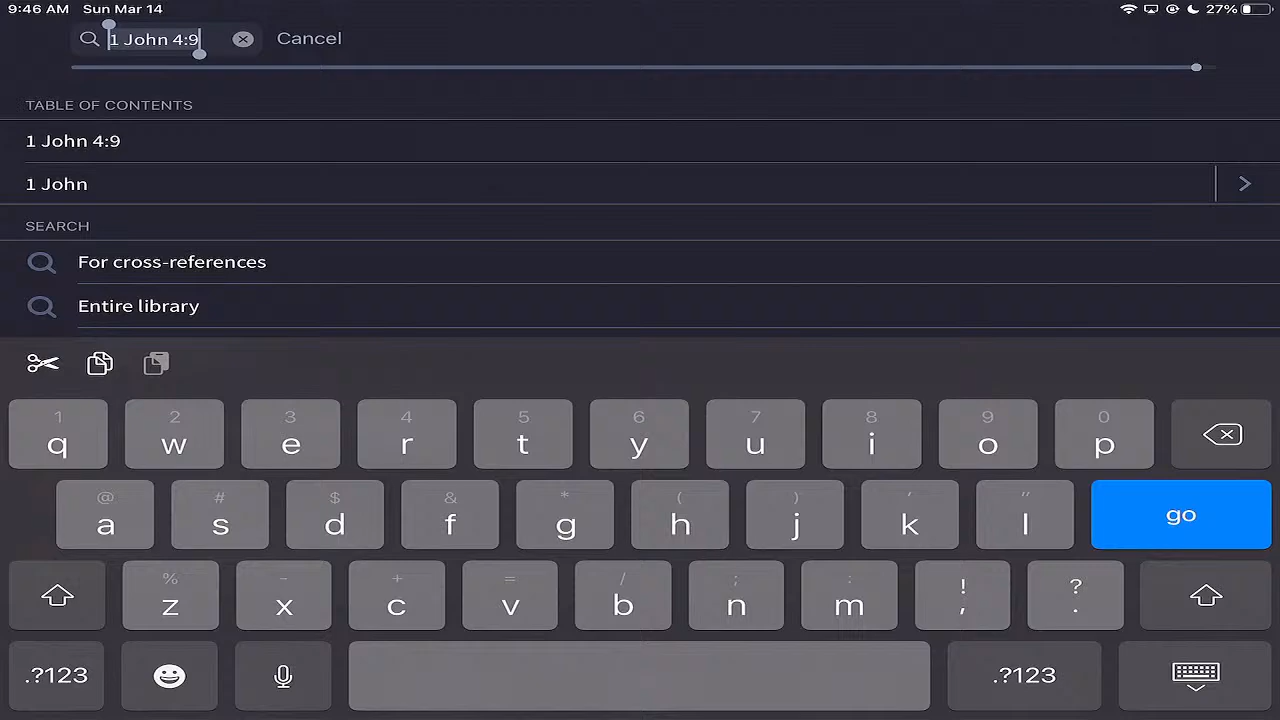 9:46 AM Sun Mar 14 27%
1 John 4:9 Cancel
TABLE OF CONTENTS
1 John 4:9
1 John
SEARCH
For cross-references
Entire library
1 2 3 4 5 6 7 8 9 0
q w e r t y u i o p
@ # $ & * ( ) ' "
a s d f g h j k l go
% - + = / ; : ! ?
z x c v b n m , .
.?123 .?123